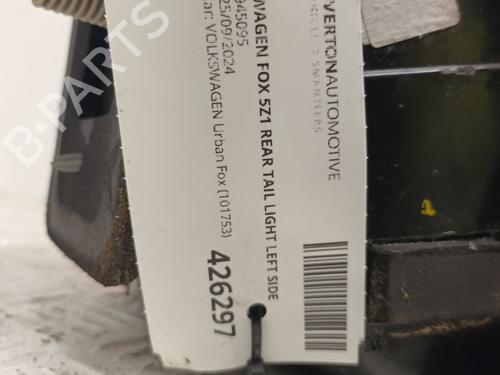 VERTONAUTOMOTIVE
WAGEN FOX 5Z1 REAR TAIL LIGHT LEFT SIDE
945095
25/09/2024
ar: VOLKSWAGEN Urban Fox (101753)
426297
B-PARTS